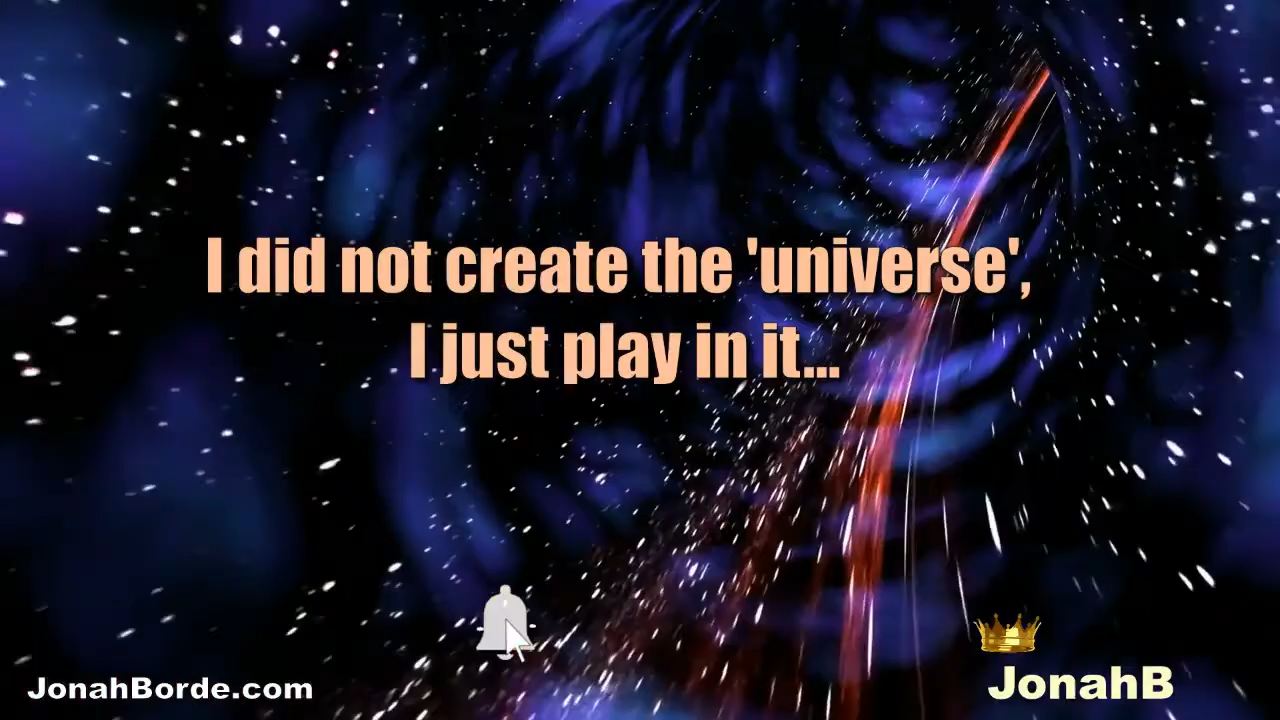 I did not create the 'universe',
I just play in it...
JonahBorde.com
JonahB